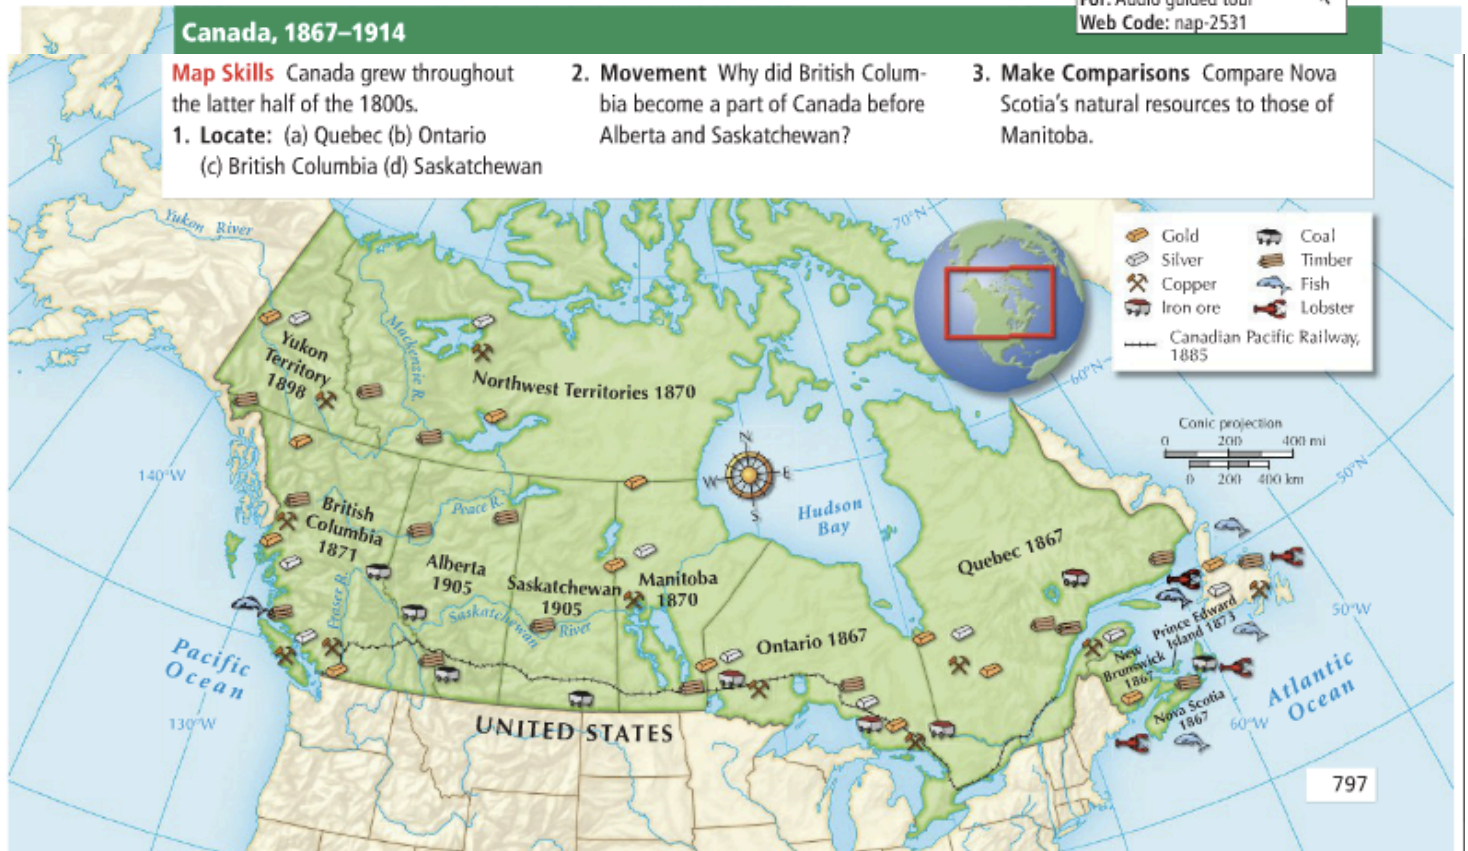 For: Audio guided tour
Web Code: nap-2531
Canada, 1867–1914
Map Skills Canada grew throughout
the latter half of the 1800s.
1. Locate: (a) Quebec (b) Ontario
(c) British Columbia (d) Saskatchewan
2. Movement Why did British Colum-
bia become a part of Canada before
Alberta and Saskatchewan?
3. Make Comparisons Compare Nova
Scotia's natural resources to those of
Manitoba.
Gold
Silver
Copper
Iron ore
Coal
Timber
Fish
Lobster
Canadian Pacific Railway,
1885
Yukon River
70°N
60°N
Mackenzie R.
Yukon
Territory
1898
Northwest Territories 1870
Conic projection
0 200 400 mi
0 200 400 km
50°N
140°W
N
W E
S
Hudson
Bay
British
Columbia
1871
Peace R.
Alberta
1905
Saskatchewan
1905
Manitoba
1870
Quebec 1867
Fraser R.
Saskatchewan
River
Ontario 1867
Prince Edward
Island 1873
New
Brunswick
1867
Nova Scotia
1867
50°W
60°W
Pacific
Ocean
130°W
Atlantic
Ocean
UNITED STATES
797